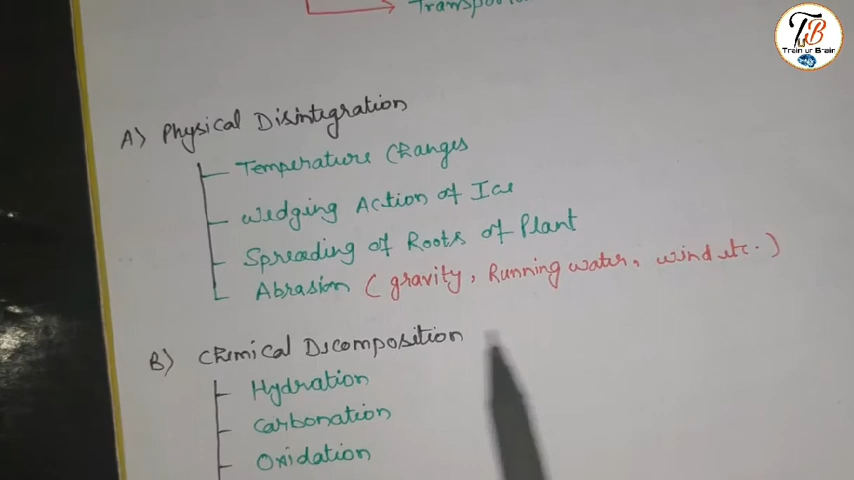 TB
Train ur Brain
A) Physical Disintegration
Temperature Changes
Wedging Action of Ice
Spreading of Roots of Plant
Abrasion (gravity, Running water, wind etc.)
B) Chemical Decomposition
Hydration
Carbonation
Oxidation